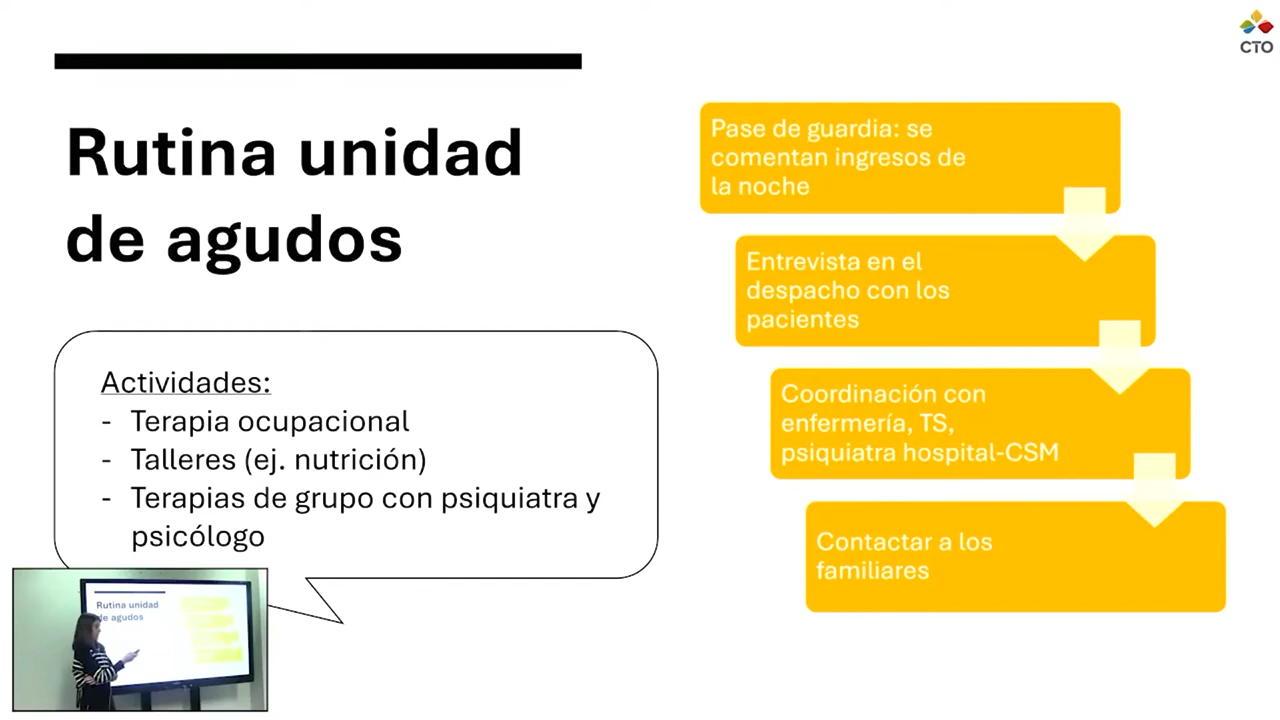 CTO
Rutina unidad
de agudos
Actividades:
- Terapia ocupacional
- Talleres (ej. nutrición)
- Terapias de grupo con psiquiatra y
psicólogo
Pase de guardia: se
comentan ingresos de
la noche
Entrevista en el
despacho con los
pacientes
Coordinación con
enfermería, TS,
psiquiatra hospital-CSM
Contactar a los
familiares
Rutina unidad
de agudos